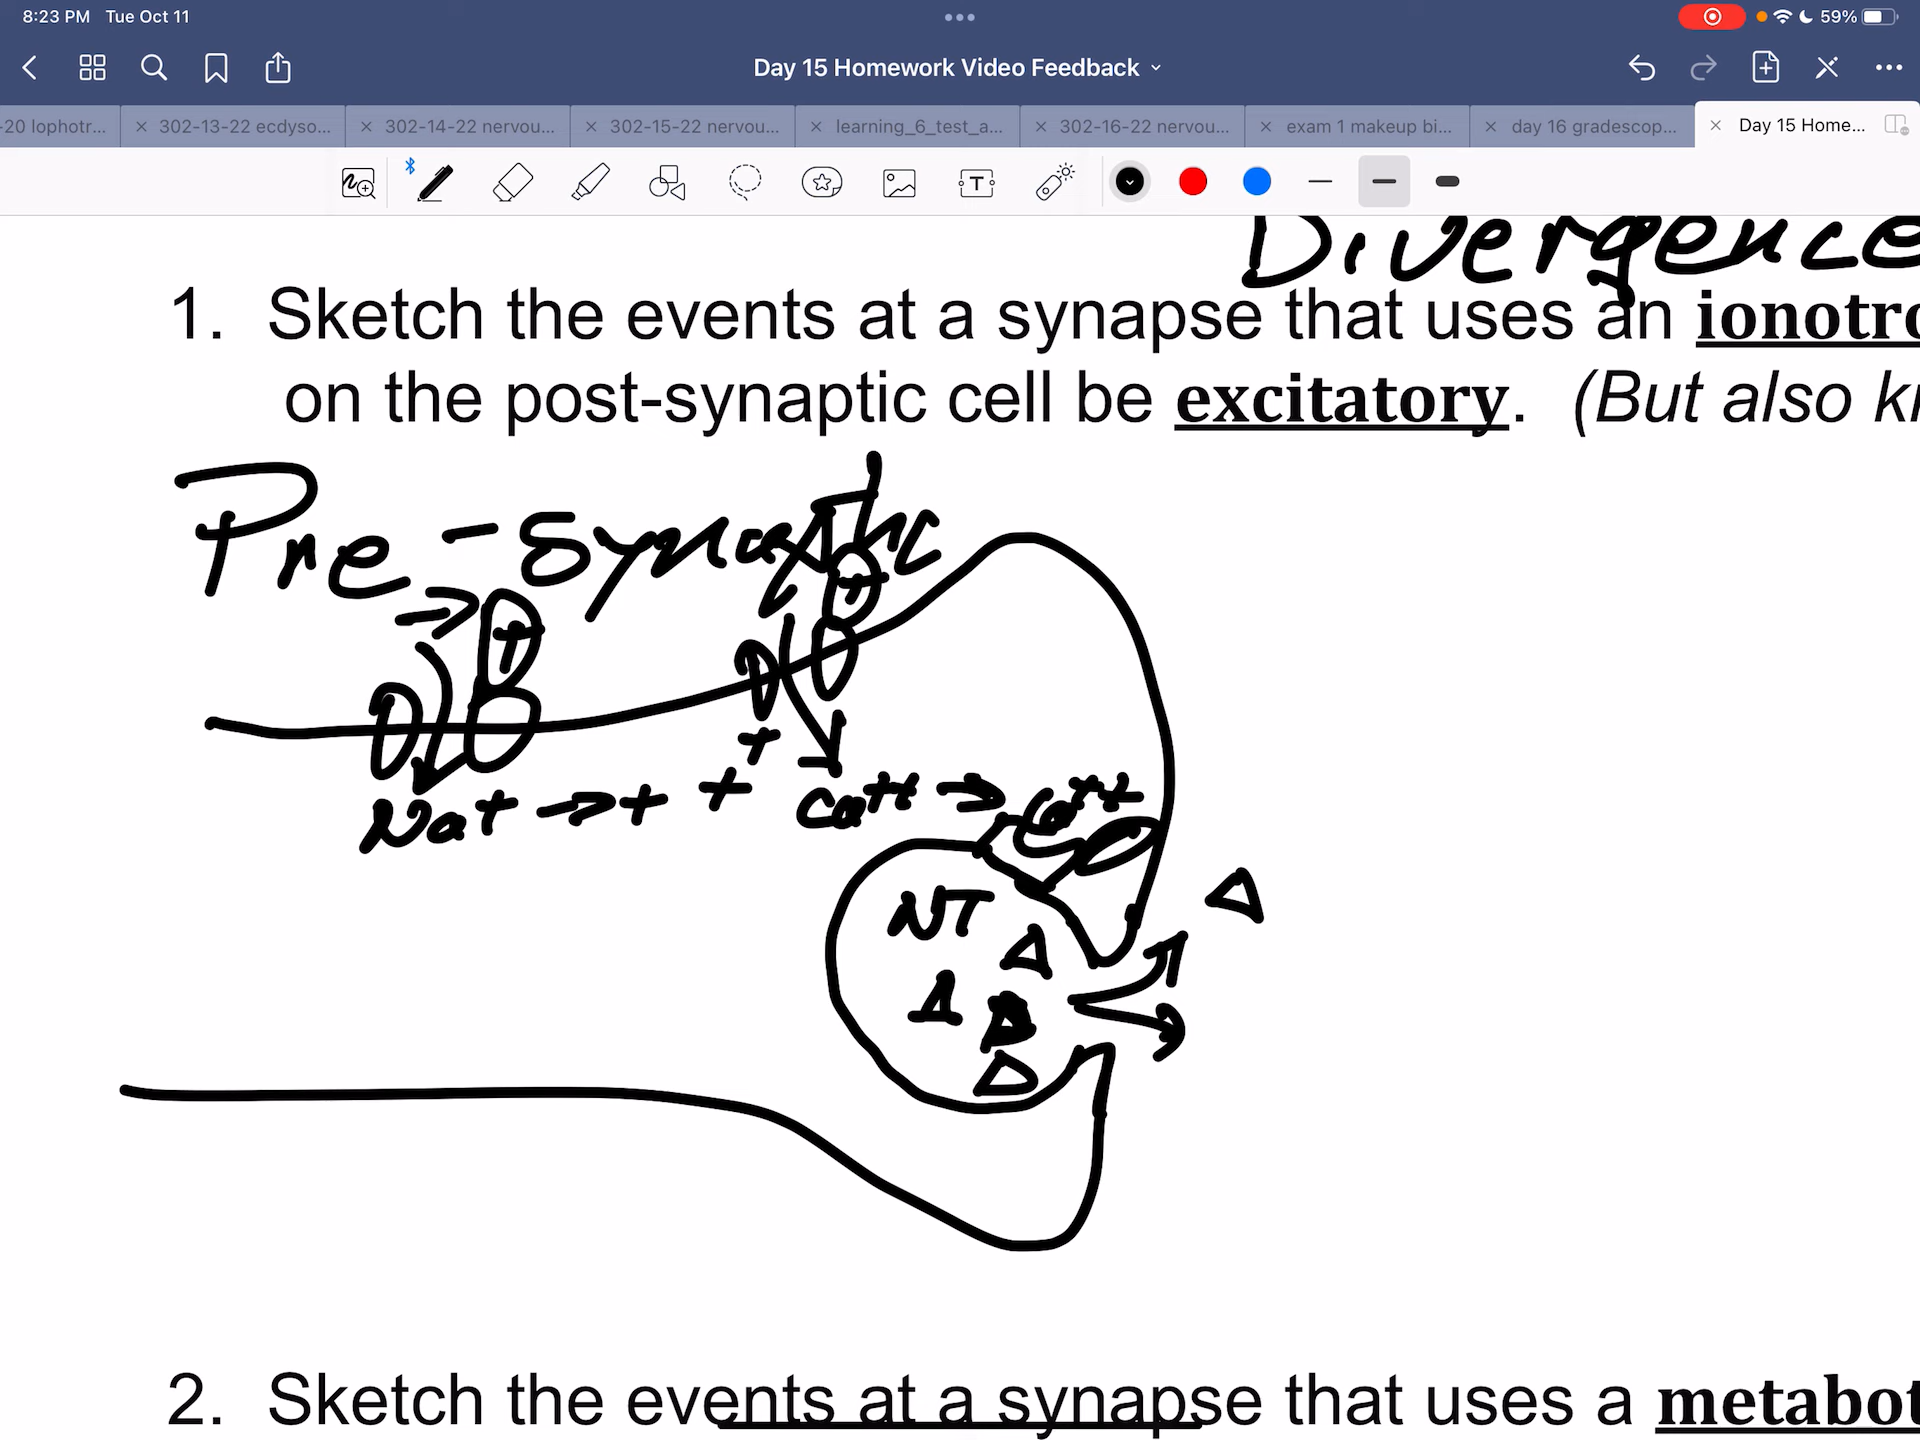 8:23 PM Tue Oct 11
59%
Day 15 Homework Video Feedback
-20 lophotr...
302-13-22 ecdyso...
302-14-22 nervou...
302-15-22 nervou...
learning_6_test_a...
302-16-22 nervou...
exam 1 makeup bi...
day 16 gradescop...
Day 15 Home...
T
Divergence
1. Sketch the events at a synapse that uses an ionotro
on the post-synaptic cell be excitatory. (But also k
Pre-Synaptic
+ +
+
Na+ → + + Ca++ → Ca++
NT
2. Sketch the events at a synapse that uses a metabot